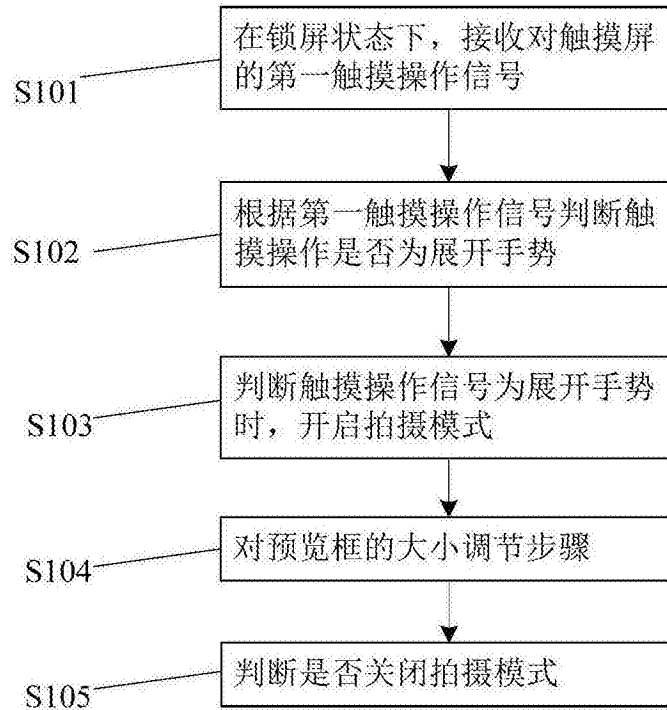 在锁屏状态下，接收对触摸屏
的第一触摸操作信号
S101
根据第一触摸操作信号判断触
摸操作是否为展开手势
S102
判断触摸操作信号为展开手势
时，开启拍摄模式
S103
对预览框的大小调节步骤
S104
判断是否关闭拍摄模式
S105